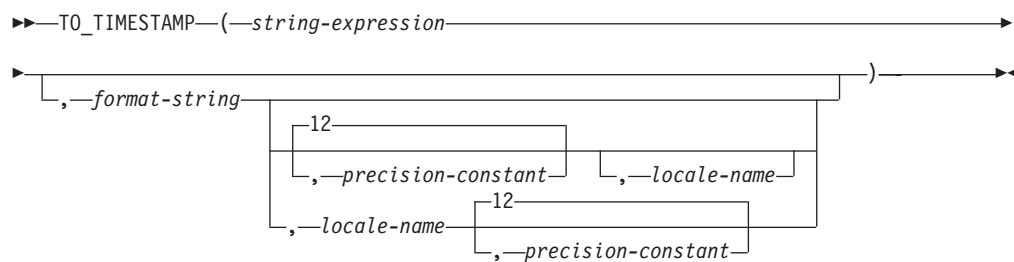 TO_TIMESTAMP ( string-expression
)
, format-string
12
, precision-constant , locale-name
12
, locale-name
, precision-constant